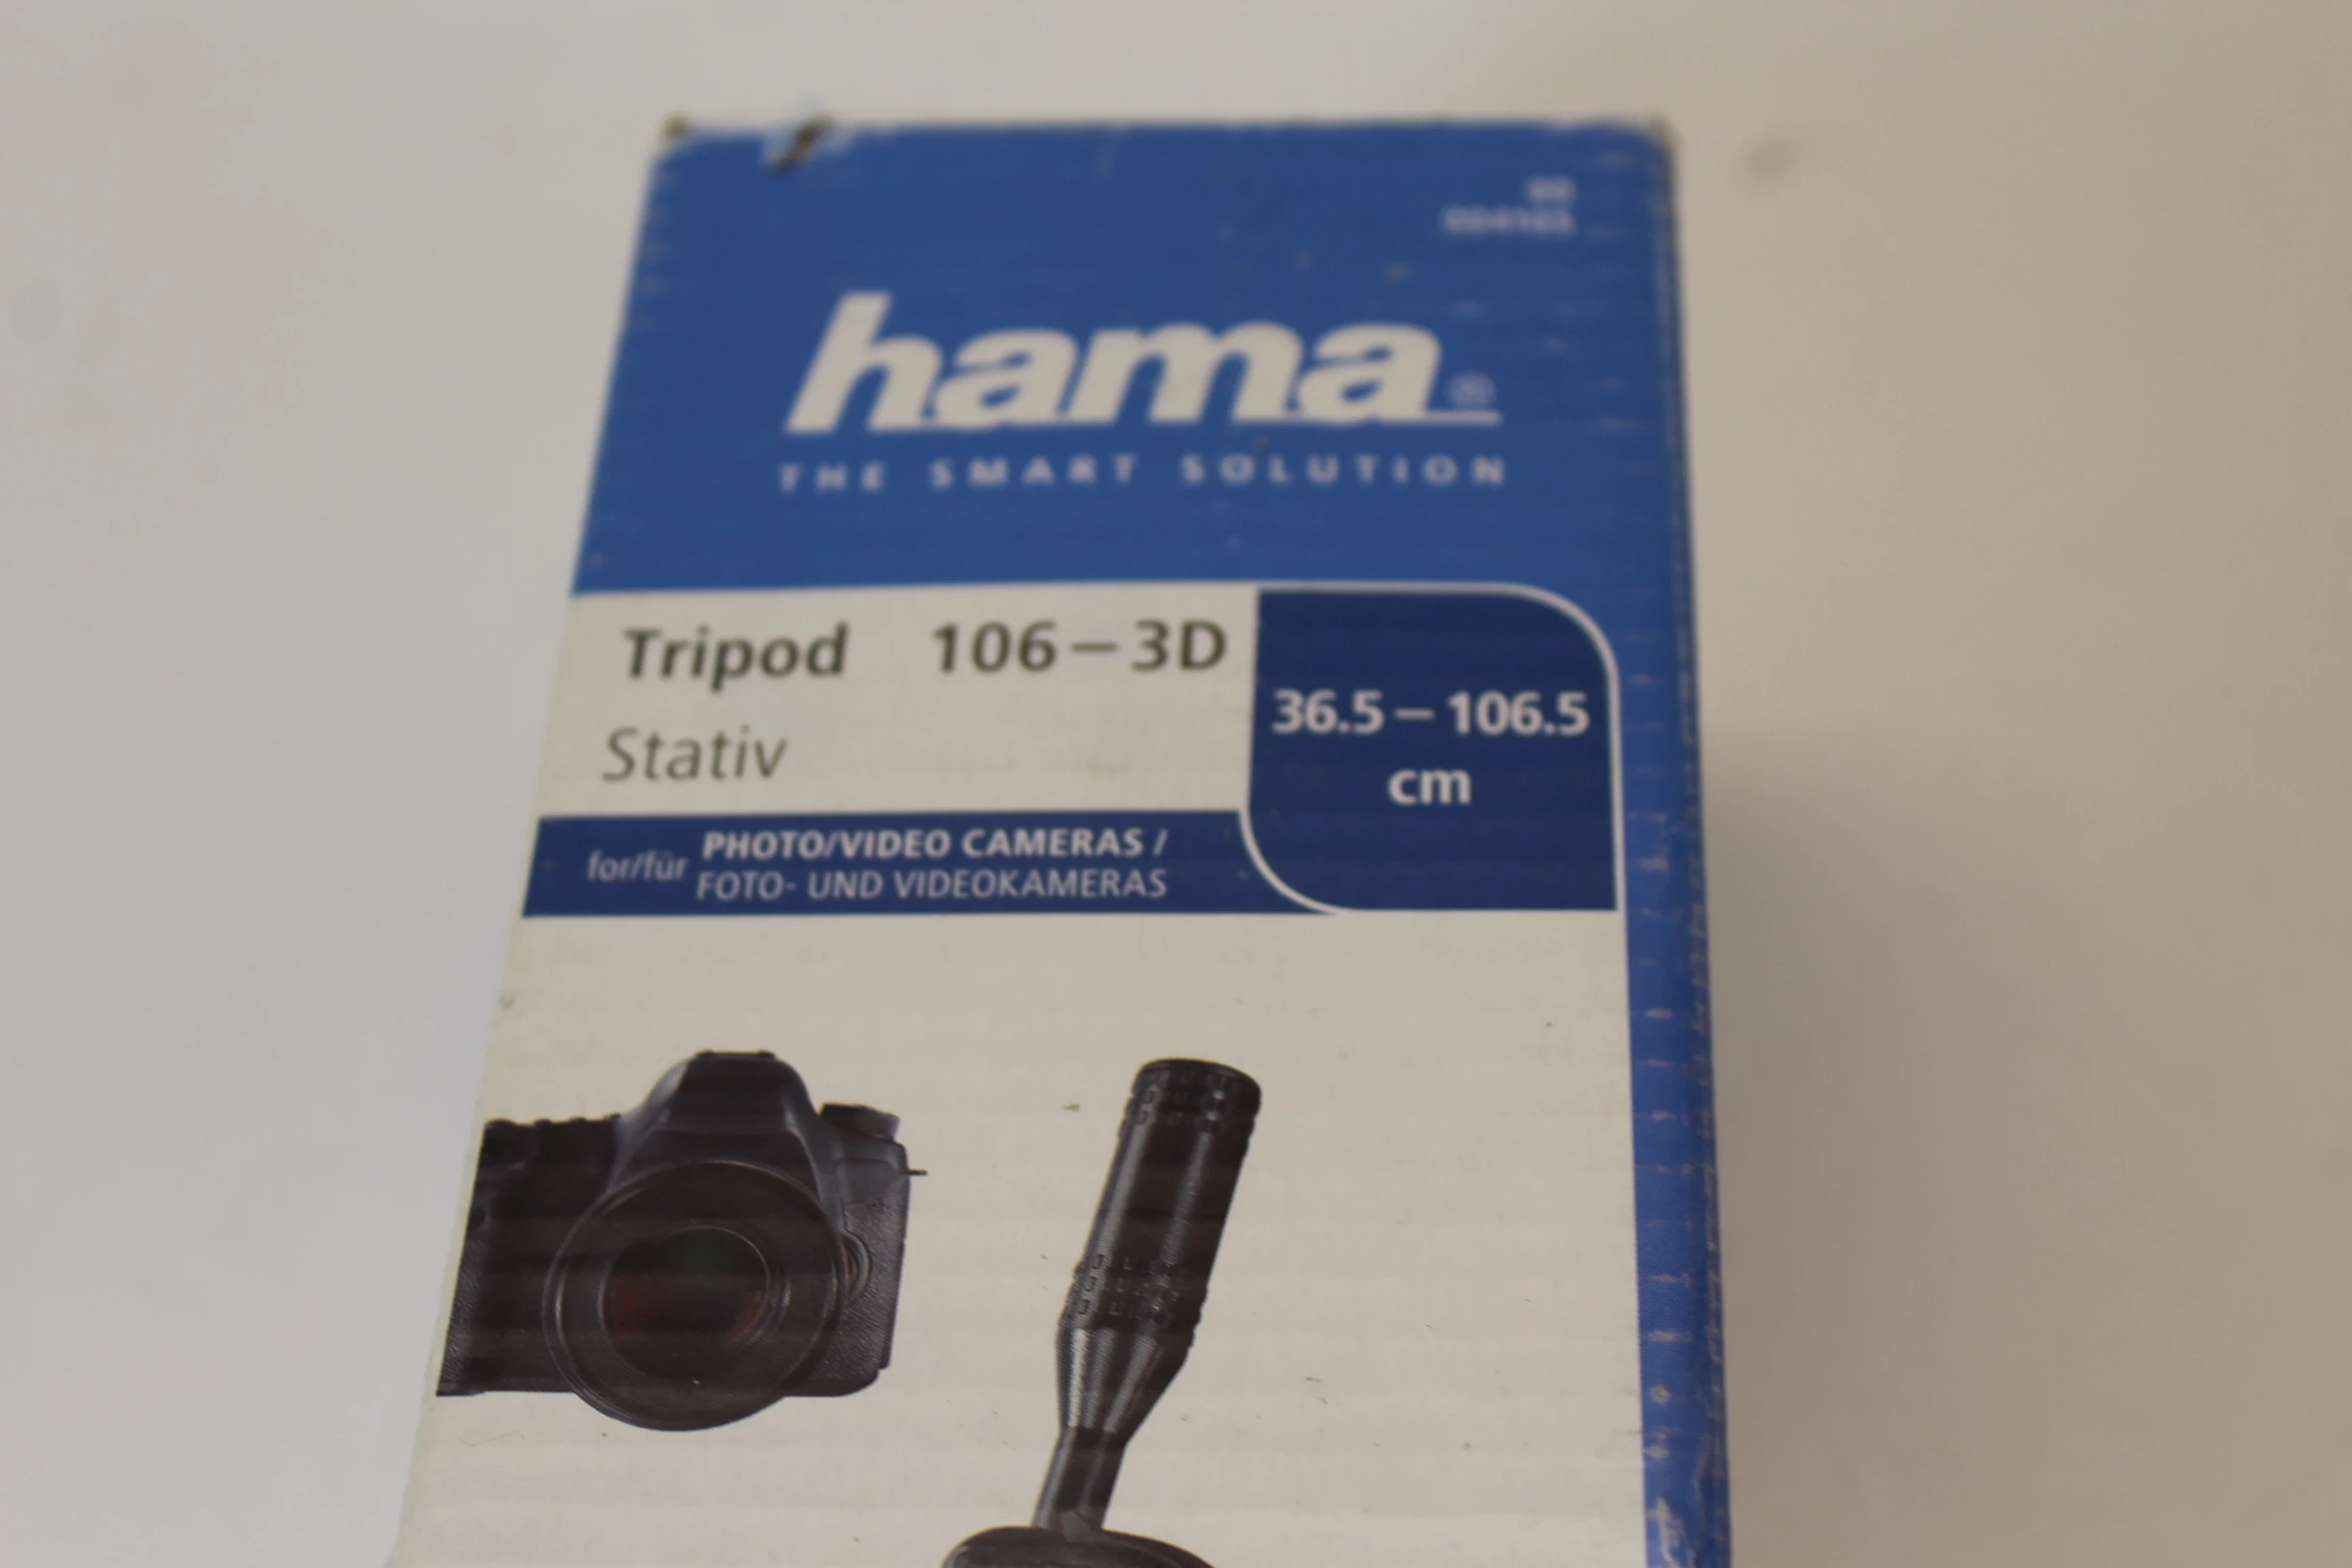 00
hama®
THE SMART SOLUTION
Tripod 106-3D
Stativ
36.5-106.5
cm
for/für PHOTO/VIDEO CAMERAS /
FOTO- UND VIDEOKAMERAS